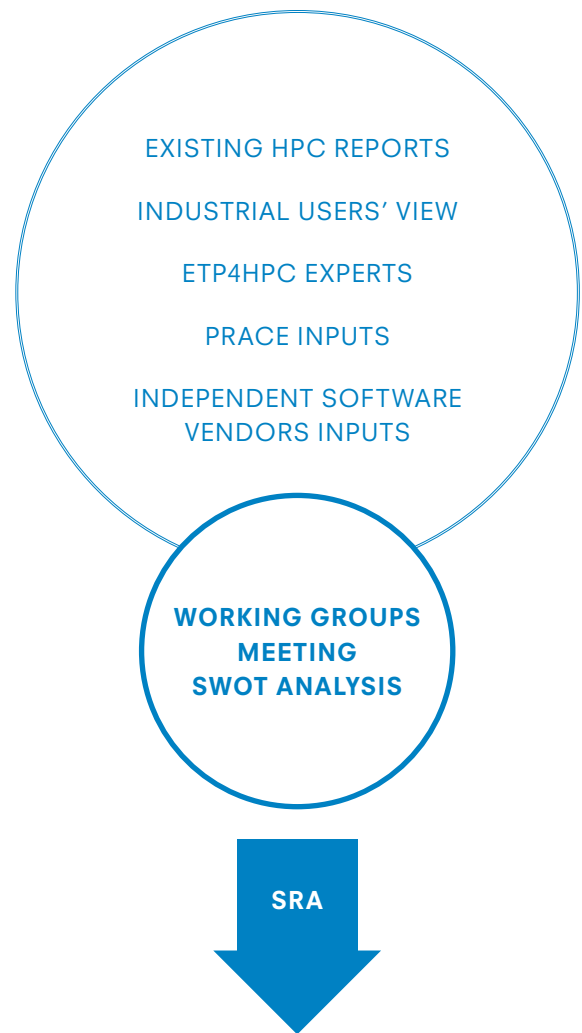 EXISTING HPC REPORTS
INDUSTRIAL USERS’ VIEW
ETP4HPC EXPERTS
PRACE INPUTS
INDEPENDENT SOFTWARE
VENDORS INPUTS
WORKING GROUPS
MEETING
SWOT ANALYSIS
SRA